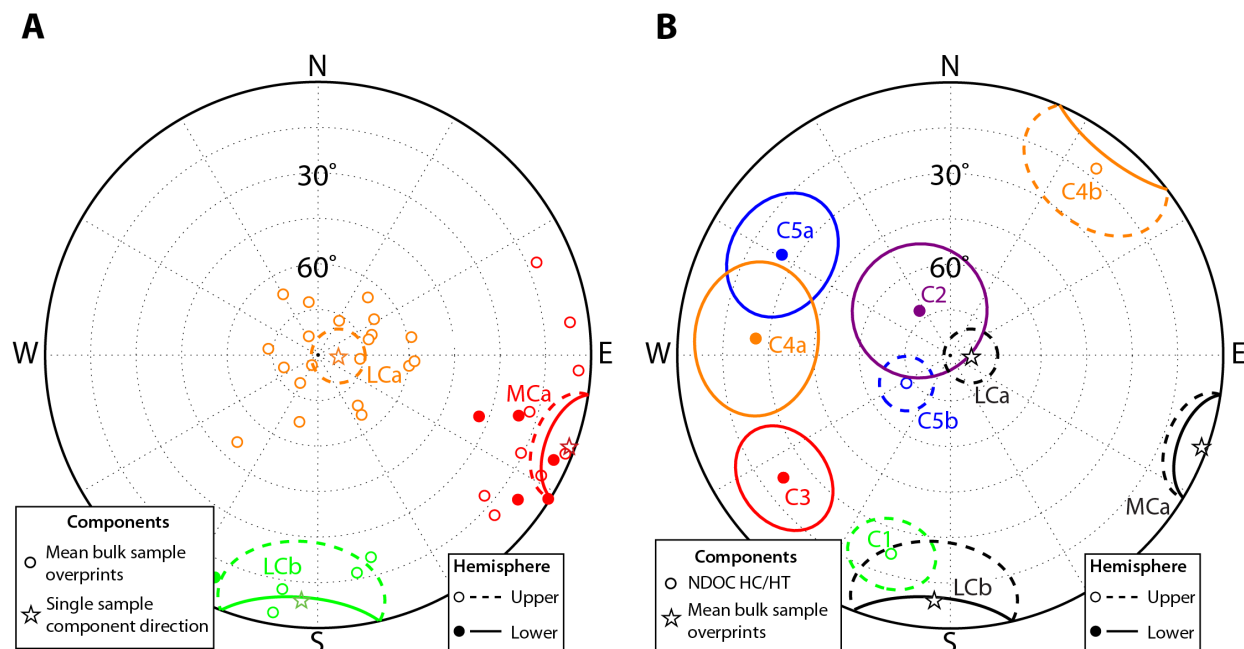 A
B
N
N
30°
30°
C4b
C5a
60°
60°
C2
W
E
W
E
C4a
LCa
MCa
LCa
C5b
C3
MCa
Components
Mean bulk sample
overprints
Single sample
component direction
LCb
Hemisphere
Upper
Lower
S
C1
LCb
Components
NDOC HC/HT
Mean bulk sample
overprints
Hemisphere
Upper
Lower
S